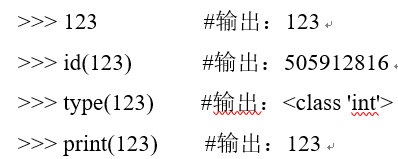 >>> 123 #输出：123
>>> id(123) #输出：505912816
>>> type(123) #输出：<class 'int'>
>>> print(123) #输出：123